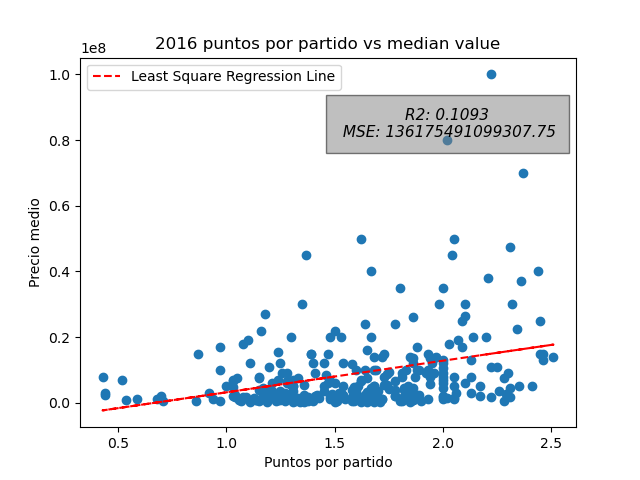 2016 puntos por partido vs median value
1e8
Least Square Regression Line
R2: 0.1093
MSE: 136175491099307.75
1.0
0.8
0.6
0.4
0.2
0.0
Precio medio
0.5 1.0 1.5 2.0 2.5
Puntos por partido